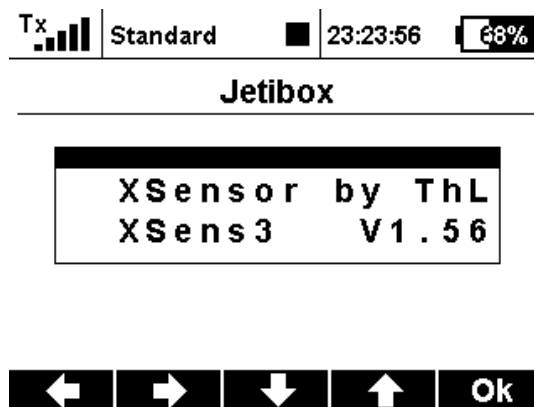 Tx Standard 23:23:56 68%
Jetibox
XSensor by ThL
XSens3 V1.56
Ok